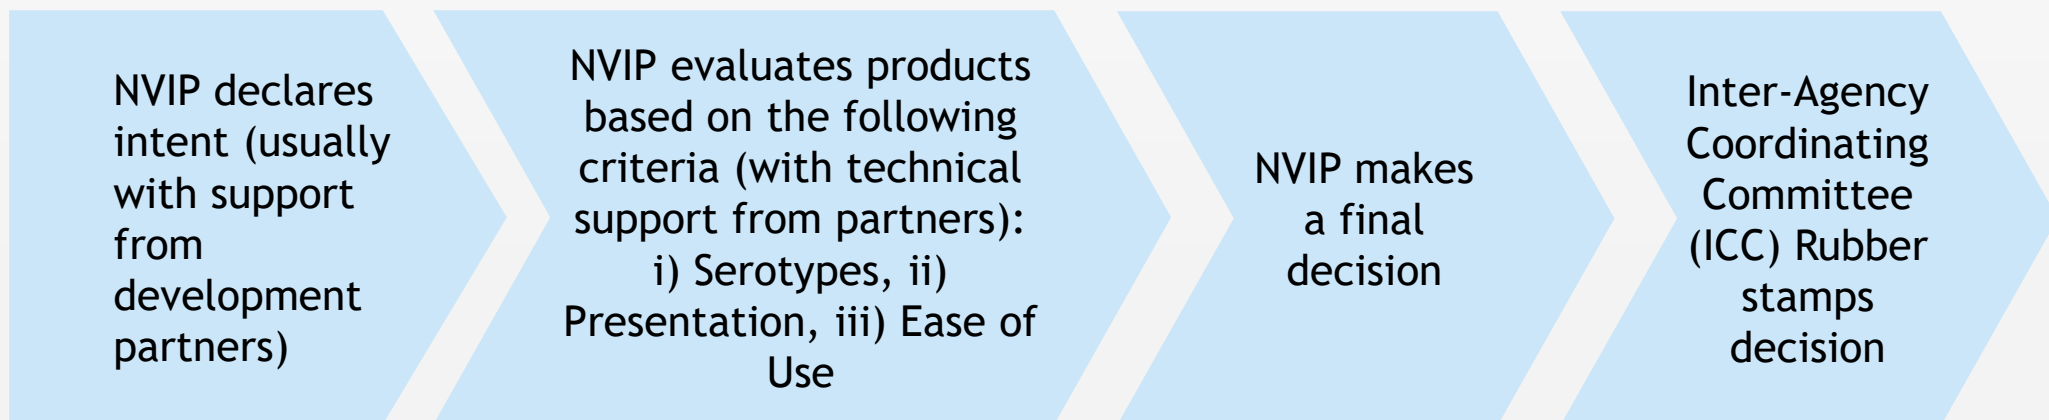 NVIP declares
intent (usually
with support
from
development
partners)
NVIP evaluates products
based on the following
criteria (with technical
support from partners):
i) Serotypes, ii)
Presentation, iii) Ease of
Use
NVIP makes
a final
decision
Inter-Agency
Coordinating
Committee
(ICC) Rubber
stamps
decision